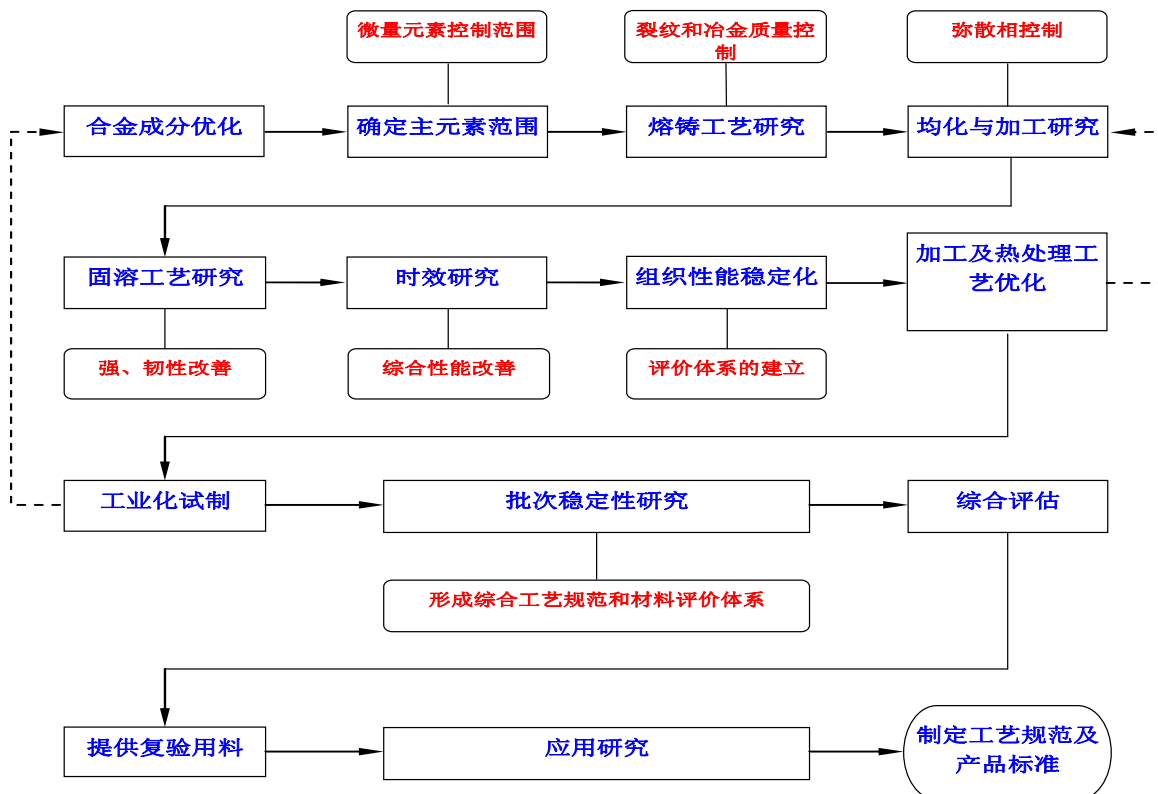 微量元素控制范围
裂纹和冶金质量控
制
弥散相控制
合金成分优化
确定主元素范围
熔铸工艺研究
均化与加工研究
固溶工艺研究
时效研究
组织性能稳定化
加工及热处理工
艺优化
强、韧性改善
综合性能改善
评价体系的建立
工业化试制
批次稳定性研究
综合评估
形成综合工艺规范和材料评价体系
提供复验用料
应用研究
制定工艺规范及
产品标准